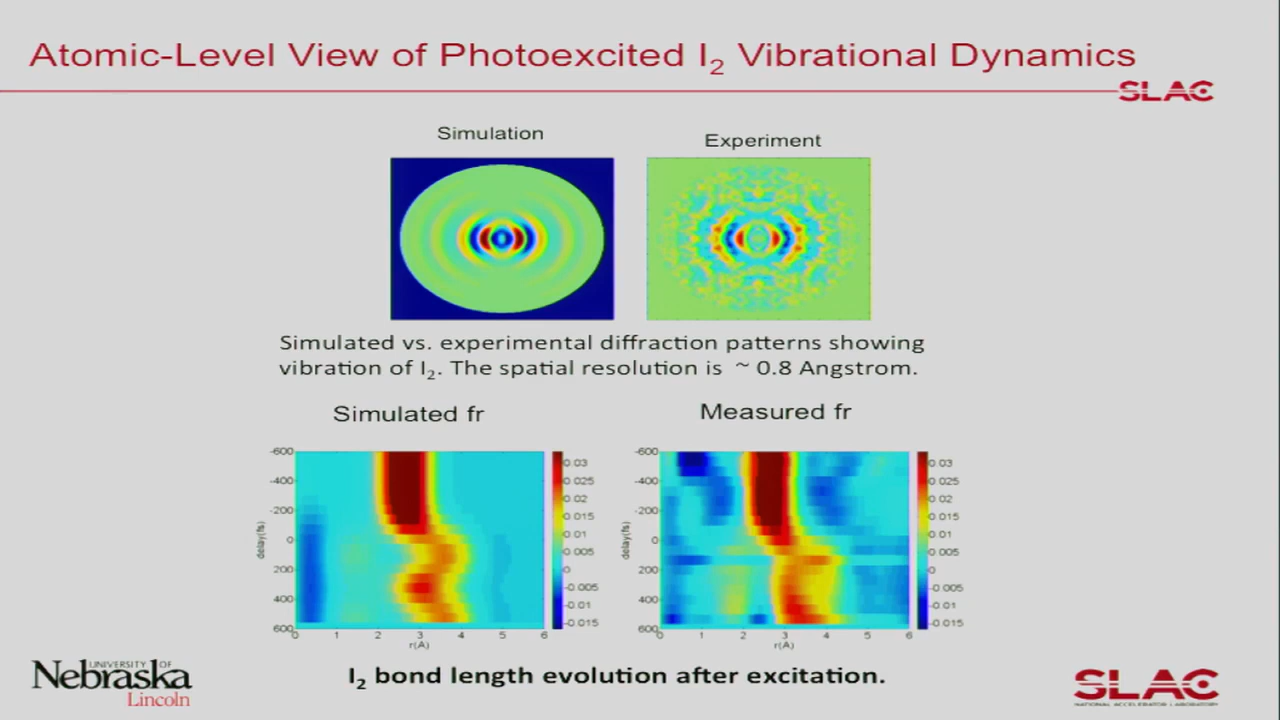 Atomic-Level View of Photoexcited I₂ Vibrational Dynamics
SLAC
Simulation
Experiment
Simulated vs. experimental diffraction patterns showing
vibration of I₂. The spatial resolution is ~ 0.8 Angstrom.
Simulated fr
Measured fr
delay(fs)
-600
-400
-200
0
200
400
600
0 1 2 3 4 5 6
r(Å)
0.03
0.025
0.02
0.015
0.01
0.005
0
-0.005
-0.01
-0.015
delay(fs)
-600
-400
-200
0
200
400
600
0 1 2 3 4 5 6
r(Å)
0.03
0.025
0.02
0.015
0.01
0.005
0
-0.005
-0.01
-0.015
I₂ bond length evolution after excitation.
UNIVERSITY OF
Nebraska
Lincoln
SLAC
NATIONAL ACCELERATOR LABORATORY